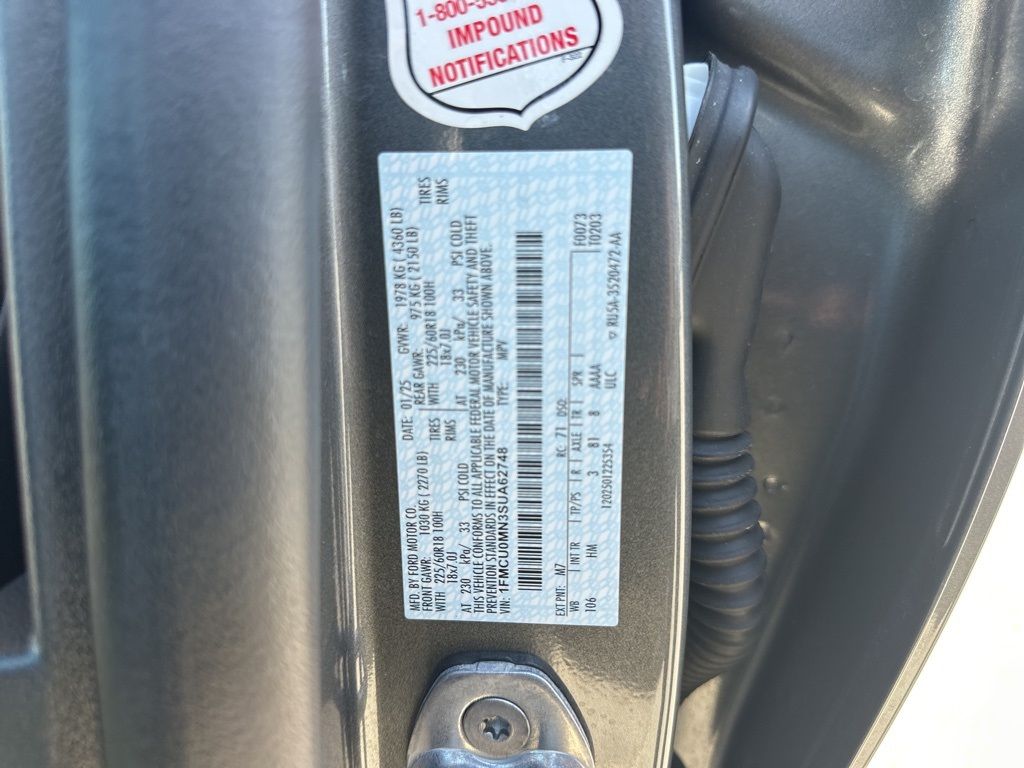 1-800-
IMPOUND
NOTIFICATIONS
MFD. BY FORD MOTOR CO.
DATE: 01/25 GVWR: 1978 KG ( 4360 LB)
FRONT GAWR: 1030 KG ( 2270 LB) REAR GAWR: 975 KG ( 2150 LB)
WITH 225/60R18 100H TIRES WITH 225/60R18 100H TIRES
18x7.0J RIMS 18x7.0J RIMS
AT 230 kPa/ 33 PSI COLD AT 230 kPa/ 33 PSI COLD
THIS VEHICLE CONFORMS TO ALL APPLICABLE FEDERAL MOTOR VEHICLE SAFETY AND THEFT
PREVENTION STANDARDS IN EFFECT ON THE DATE OF MANUFACTURE SHOWN ABOVE.
VIN: 1FMCU0MN3SUA62748 TYPE: MPV
EXT PNT: M7 RC: 71 DSO: F0073
WB INT TR TP/PS R AXLE TR SPR T0203
106 HM 3 81 8 AAAA
120250122S354 ULC RU5A-3520472-AA